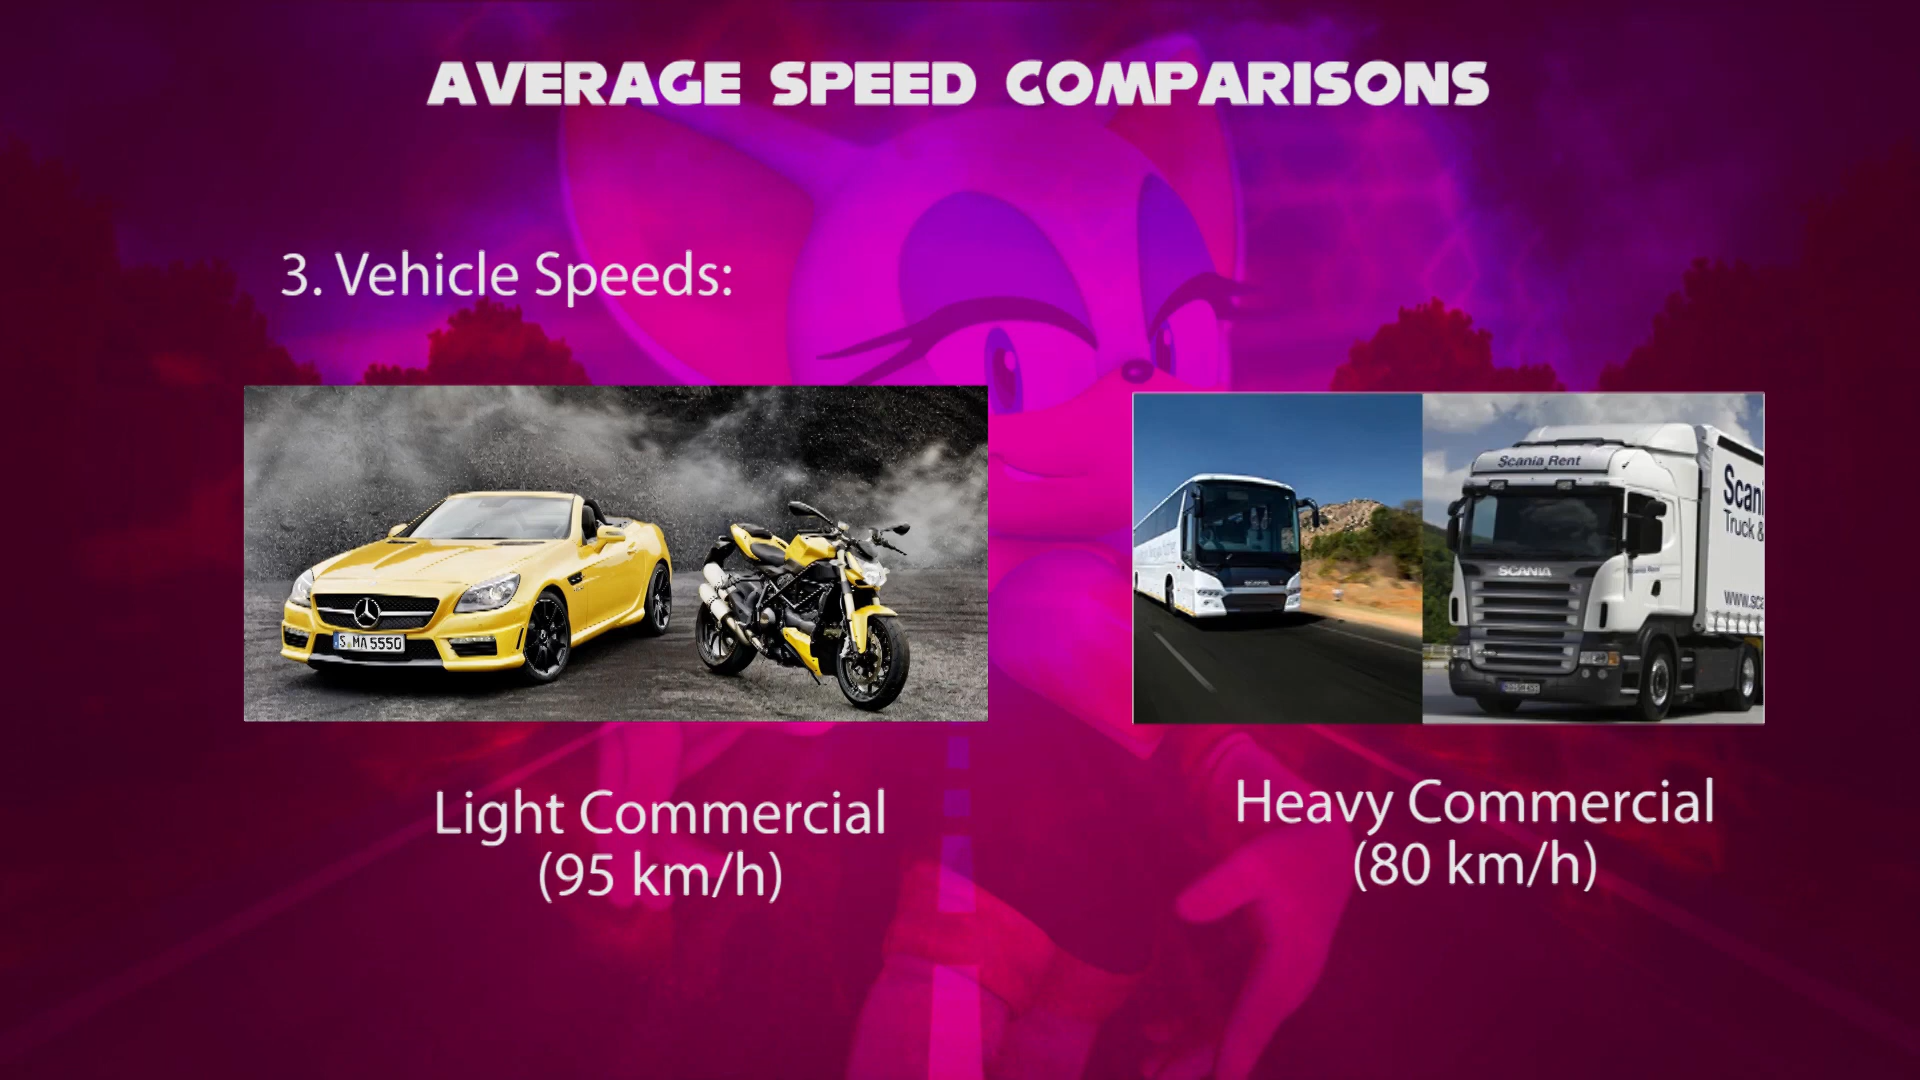 AVERAGE SPEED COMPARISONS
3. Vehicle Speeds:
S MA 5550
Scania Rent
Scani
Truck &
SCANIA
www.sca
Light Commercial
(95 km/h)
Heavy Commercial
(80 km/h)